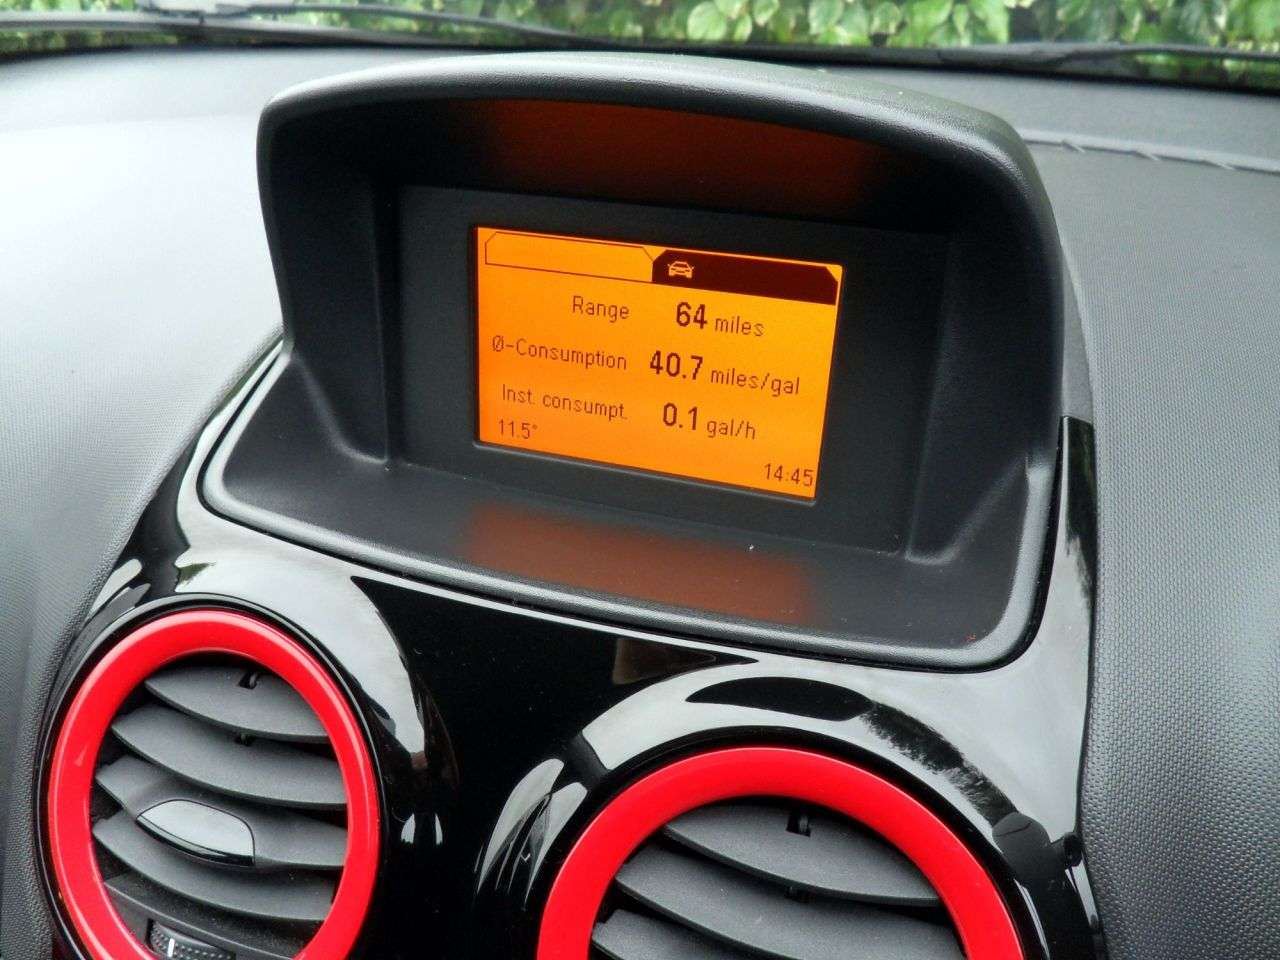 Range 64 miles
Ø-Consumption 40.7 miles/gal
Inst. consumpt. 0.1 gal/h
11.5°
14:45